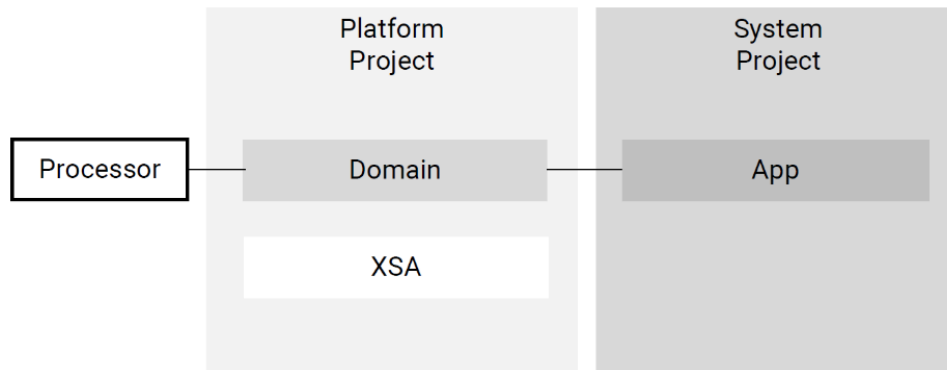 Platform
Project
System
Project
Processor
Domain
App
XSA